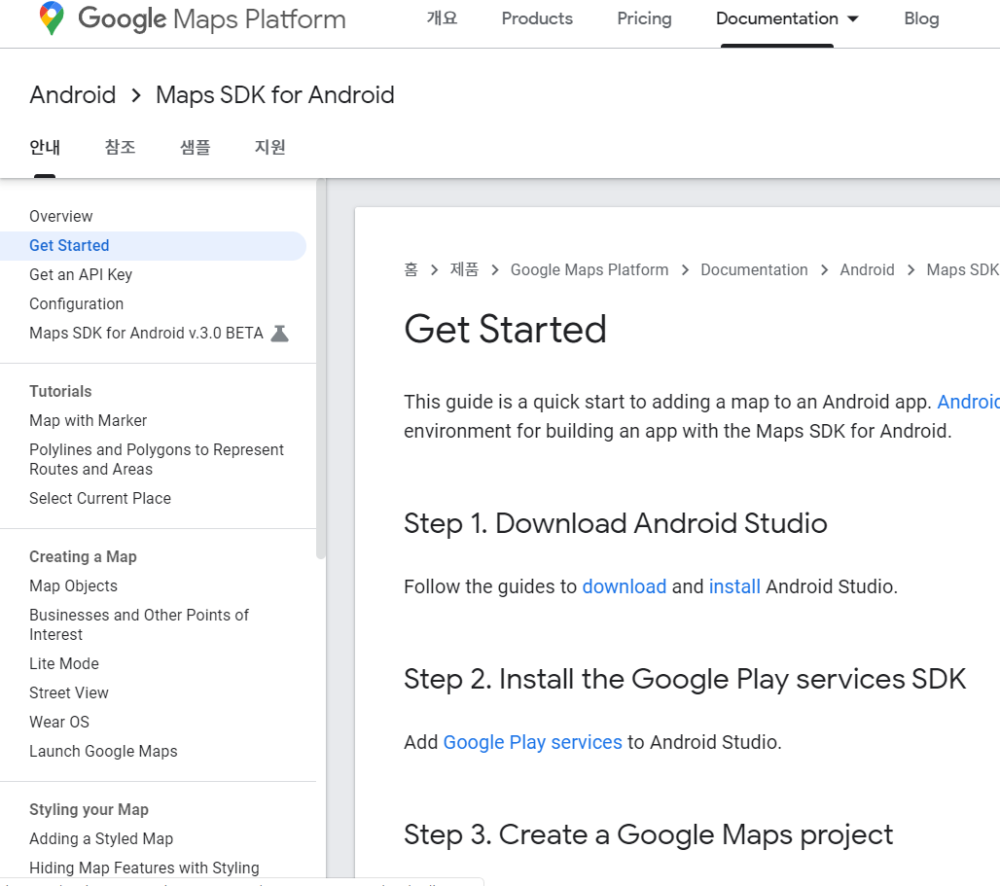 Google Maps Platform
개요 Products Pricing Documentation Blog
Android > Maps SDK for Android
안내 참조 샘플 지원
Overview
Get Started
Get an API Key
Configuration
Maps SDK for Android v.3.0 BETA
Tutorials
Map with Marker
Polylines and Polygons to Represent
Routes and Areas
Select Current Place
Creating a Map
Map Objects
Businesses and Other Points of
Interest
Lite Mode
Street View
Wear OS
Launch Google Maps
Styling your Map
Adding a Styled Map
Hiding Map Features with Styling
홈 > 제품 > Google Maps Platform > Documentation > Android > Maps SDK
Get Started
This guide is a quick start to adding a map to an Android app. Android
environment for building an app with the Maps SDK for Android.
Step 1. Download Android Studio
Follow the guides to download and install Android Studio.
Step 2. Install the Google Play services SDK
Add Google Play services to Android Studio.
Step 3. Create a Google Maps project